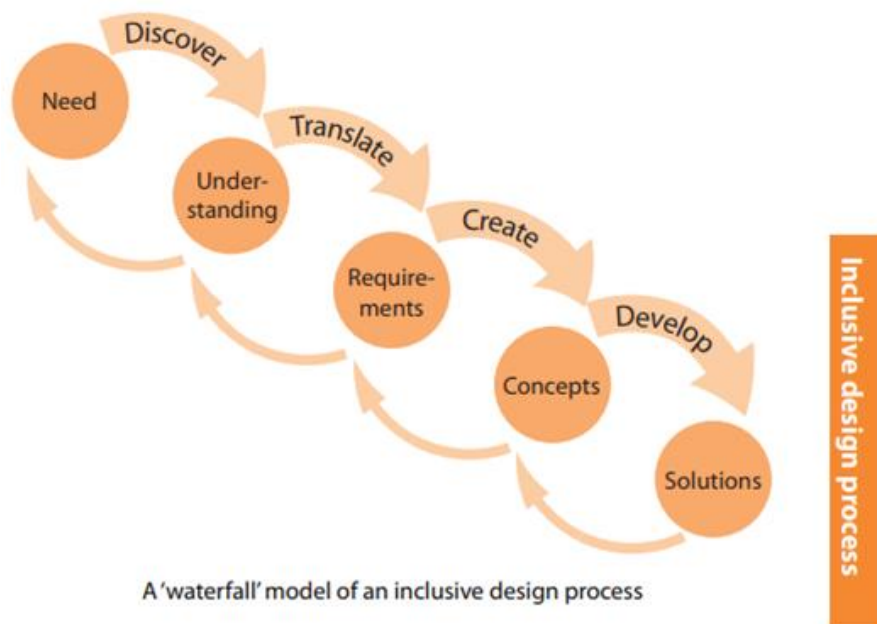 Discover
Need
Translate
Under-
standing
Create
Require-
ments
Develop
Concepts
Solutions
Inclusive design process
A 'waterfall' model of an inclusive design process